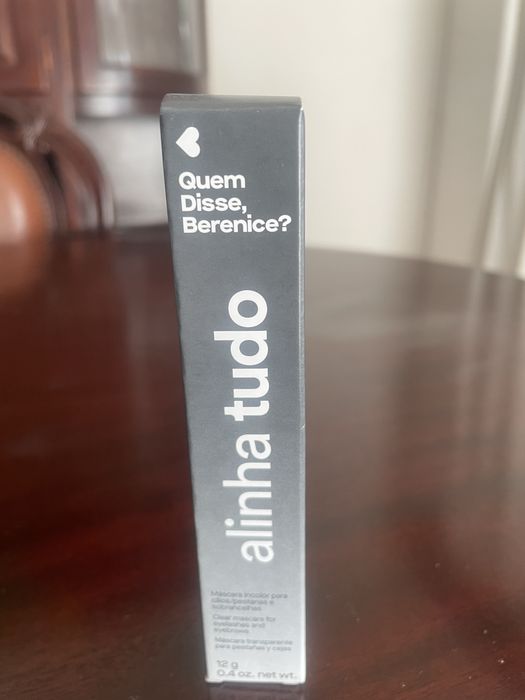 Quem
Disse,
Berenice?
alinha tudo
Máscara incolor para
cílios/pestanas e
sobrancelhas
Clear mascara for
eyelashes and
eyebrows
Máscara transparente
para pestañas y cejas
12 g
0.4 oz. net wt.